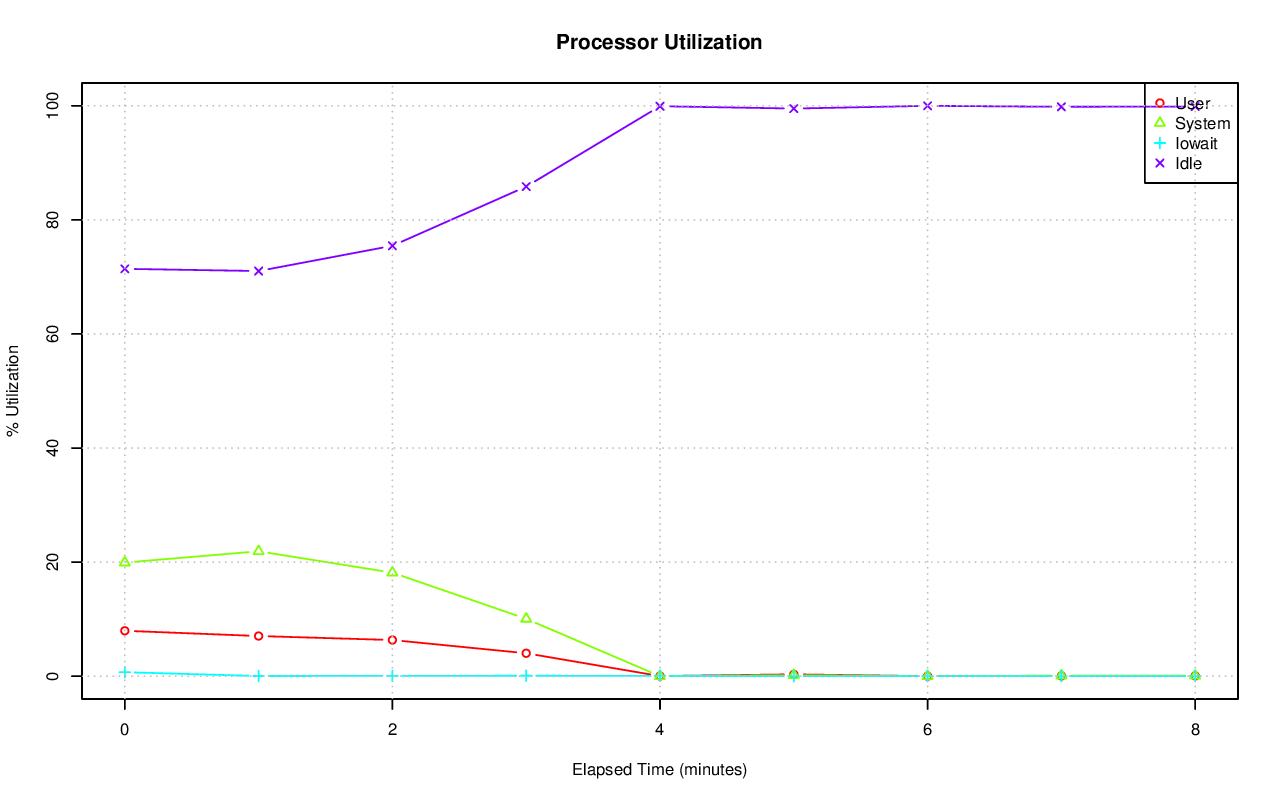 Processor Utilization
100
80
60
40
20
0
% Utilization
User
System
Iowait
Idle
0 2 4 6 8
Elapsed Time (minutes)